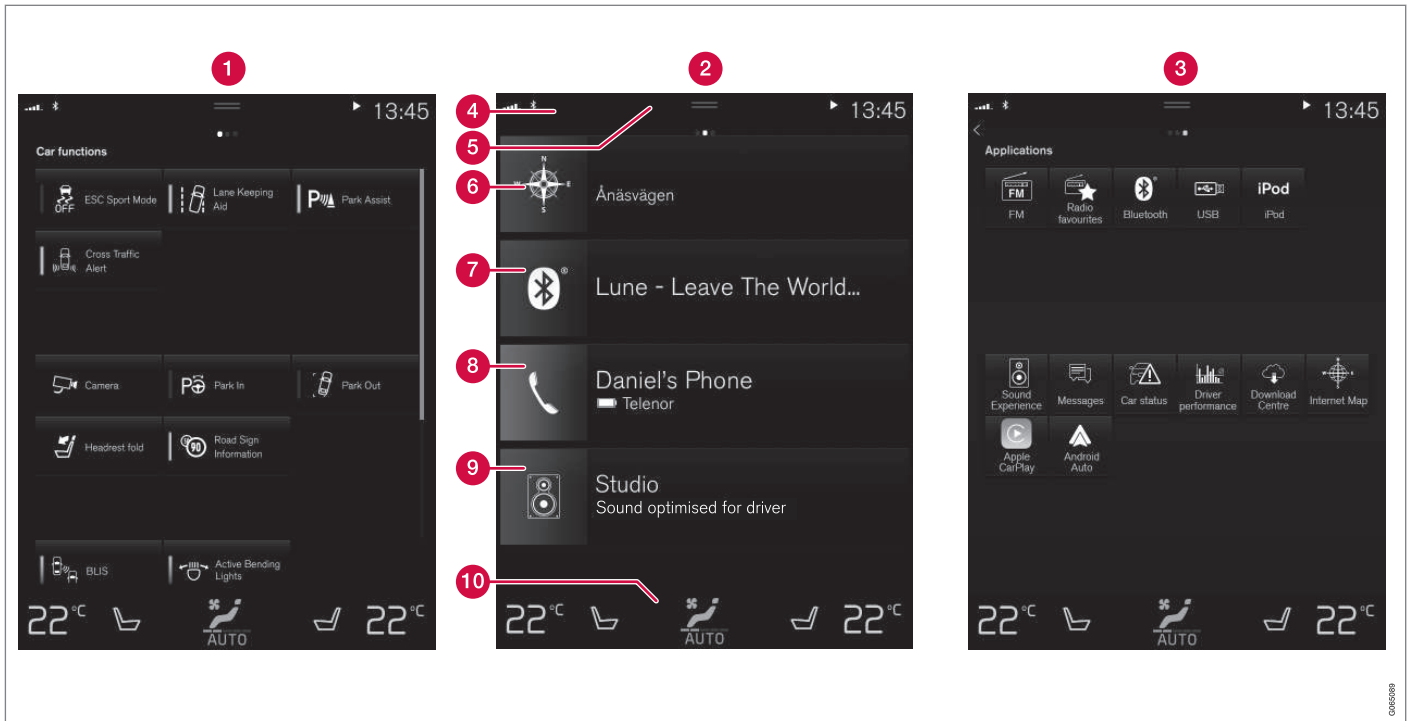 1
2
3
13:45
Car functions
OFF
ESC Sport Mode
Lane Keeping
Aid
P
Park Assist
Cross Traffic
Alert
Camera
P
Park In
Park Out
Headrest fold
90
Road Sign
Information
BLIS
Active Bending
Lights
22°C
AUTO
22°C
4
5
6
7
8
9
10
13:45
N
W
E
S
Ånäsvägen
®
Lune - Leave The World...
Daniel's Phone
Telenor
Studio
Sound optimised for driver
22°C
AUTO
22°C
13:45
Applications
FM
FM
Radio
favourites
Bluetooth
USB
iPod
iPod
Sound
Experience
Messages
Car status
Driver
performance
Download
Centre
Internet Map
Apple
CarPlay
Android
Auto
22°C
AUTO
22°C
G065089